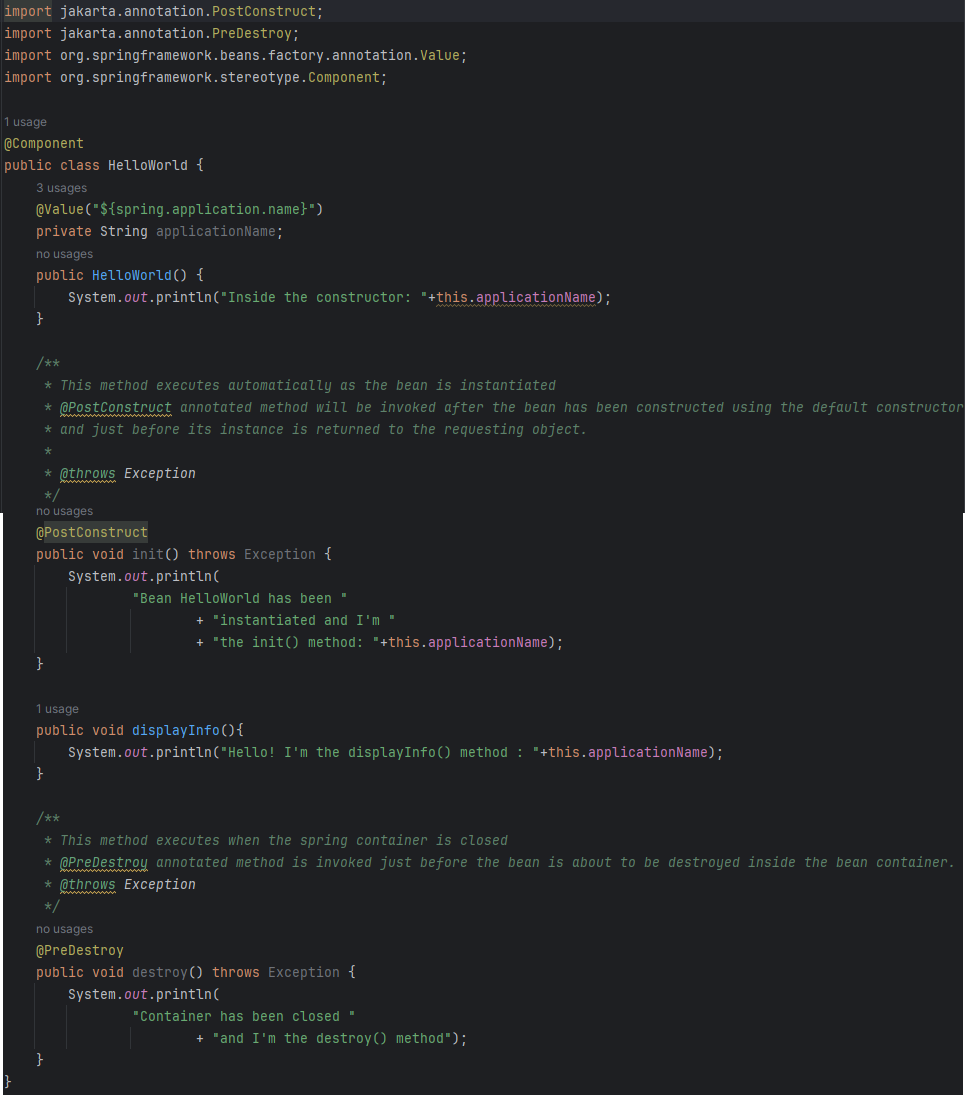 import jakarta.annotation.PostConstruct;
import jakarta.annotation.PreDestroy;
import org.springframework.beans.factory.annotation.Value;
import org.springframework.stereotype.Component;
1 usage
@Component
public class HelloWorld {
3 usages
@Value("${spring.application.name}")
private String applicationName;
no usages
public HelloWorld() {
System.out.println("Inside the constructor: "+this.applicationName);
}
/**
* This method executes automatically as the bean is instantiated
* @PostConstruct annotated method will be invoked after the bean has been constructed using the default constructor
* and just before its instance is returned to the requesting object.
*
* @throws Exception
*/
no usages
@PostConstruct
public void init() throws Exception {
System.out.println(
"Bean HelloWorld has been "
+ "instantiated and I'm "
+ "the init() method: "+this.applicationName);
}
1 usage
public void displayInfo(){
System.out.println("Hello! I'm the displayInfo() method : "+this.applicationName);
}
/**
* This method executes when the spring container is closed
* @PreDestroy annotated method is invoked just before the bean is about to be destroyed inside the bean container.
* @throws Exception
*/
no usages
@PreDestroy
public void destroy() throws Exception {
System.out.println(
"Container has been closed "
+ "and I'm the destroy() method");
}
}